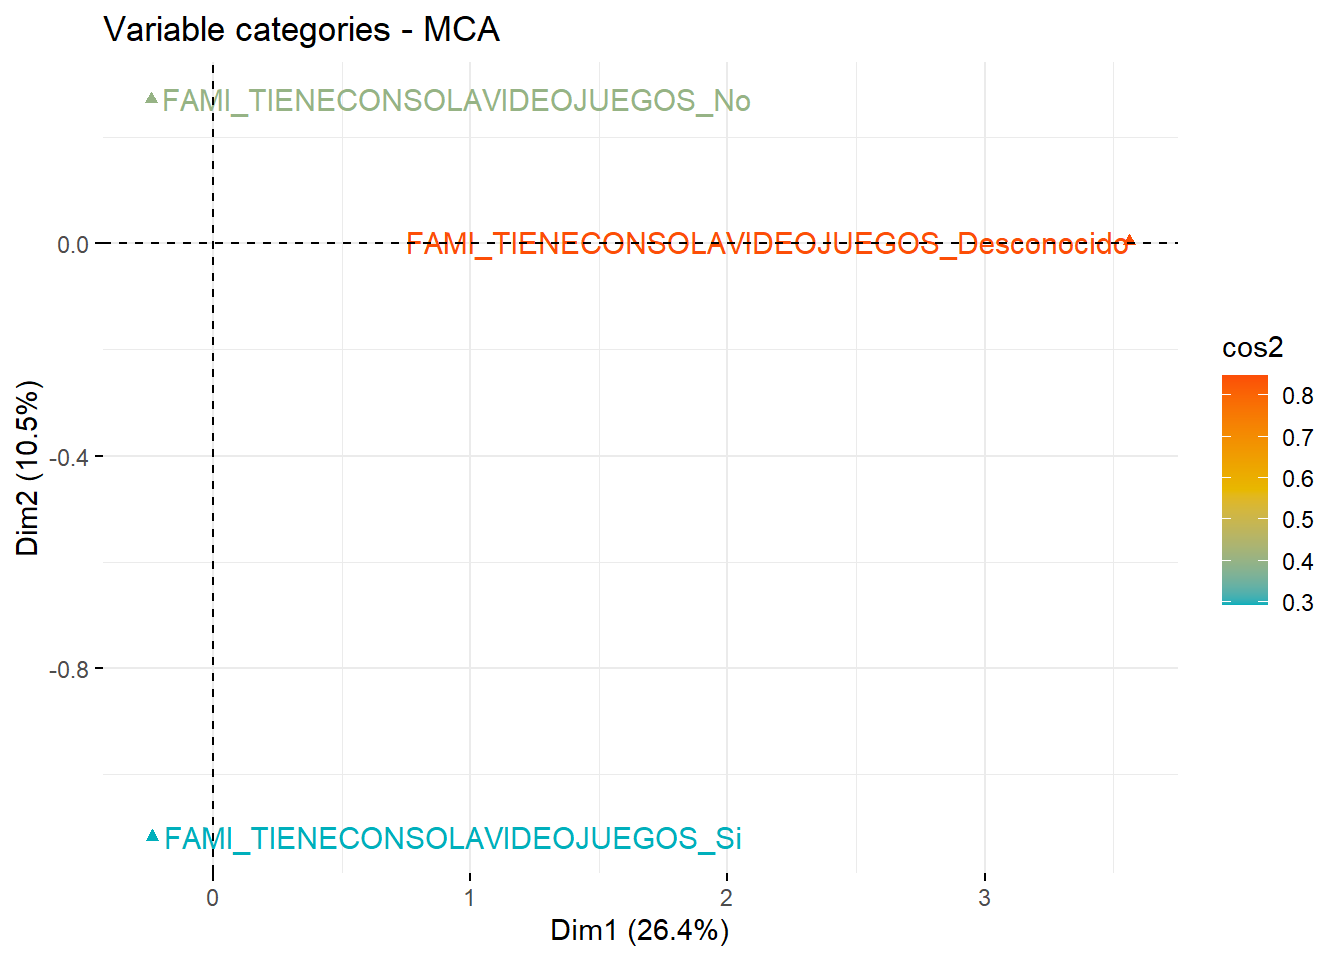 Variable categories - MCA
FAMI_TIENECONSOLAVIDEOJUEGOS_No
0.0
FAMI_TIENECONSOLAVIDEOJUEGOS_Desconocido
-0.4
-0.8
FAMI_TIENECONSOLAVIDEOJUEGOS_Si
0
1
2
3
Dim1 (26.4%)
Dim2 (10.5%)
cos2
0.8
0.7
0.6
0.5
0.4
0.3